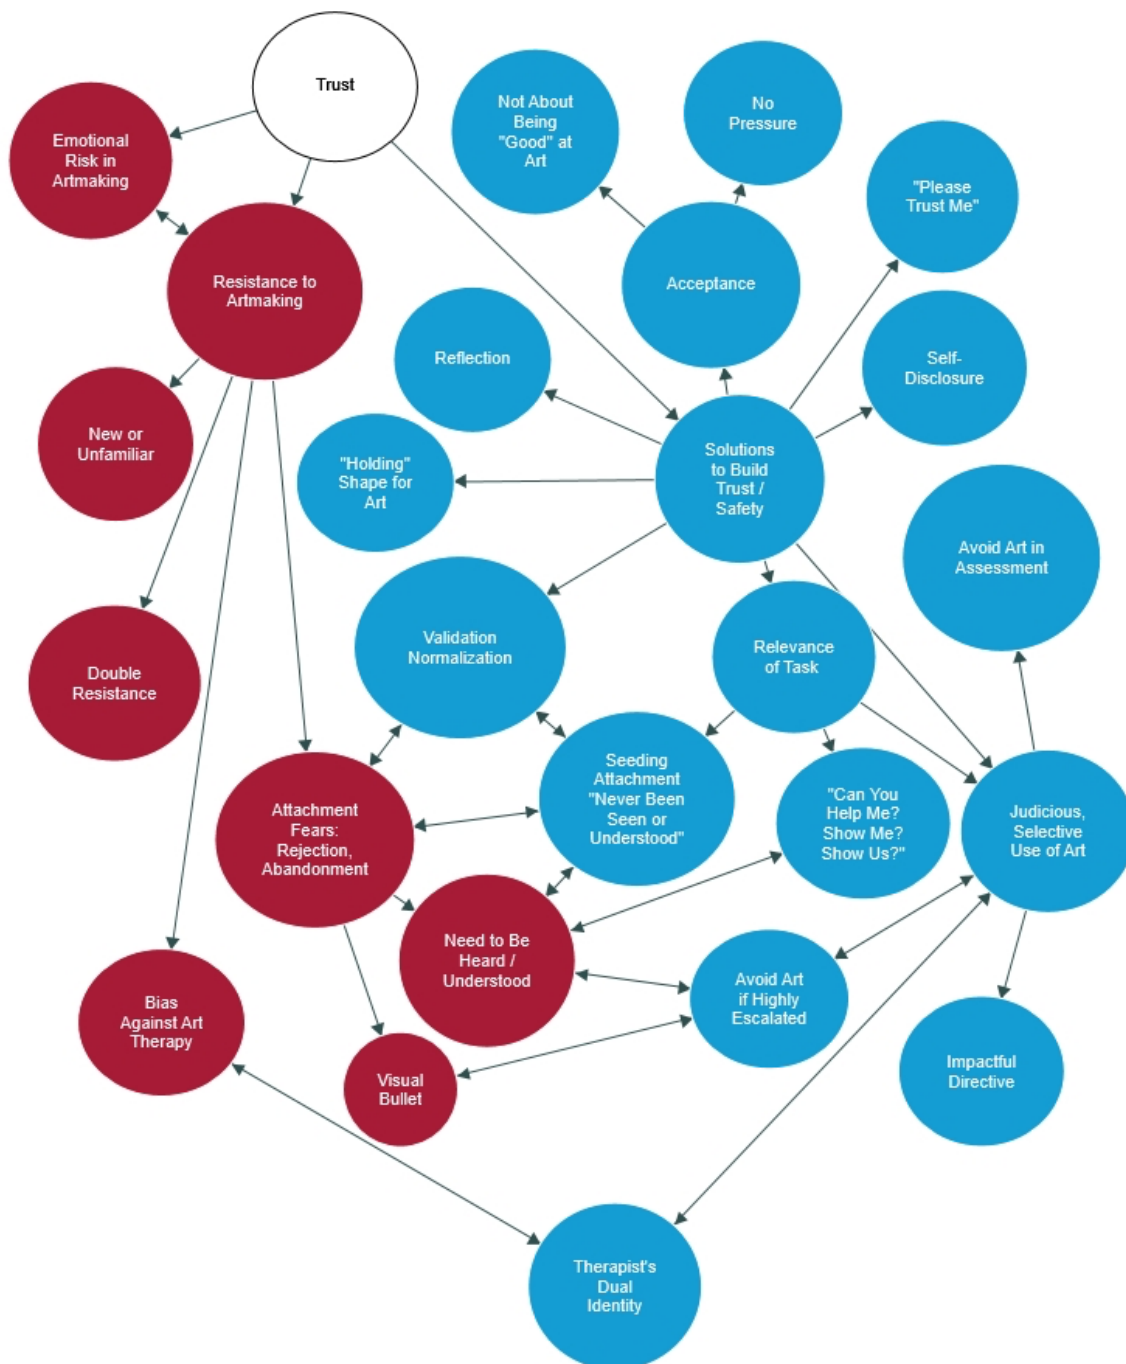 Trust
Not About
Being
"Good" at
Art
No
Pressure
Emotional
Risk in
Artmaking
"Please
Trust Me"
Resistance to
Artmaking
Acceptance
Reflection
Self-
Disclosure
New or
Unfamiliar
"Holding"
Shape for
Art
Solutions
to Build
Trust /
Safety
Avoid Art in
Assessment
Validation
Normalization
Relevance
of Task
Double
Resistance
Seeding
Attachment
"Never Been
Seen or
Understood"
Attachment
Fears:
Rejection,
Abandonment
"Can You
Help Me?
Show Me?
Show Us?"
Judicious,
Selective
Use of Art
Need to Be
Heard /
Understood
Avoid Art
if Highly
Escalated
Bias
Against Art
Therapy
Visual
Bullet
Impactful
Directive
Therapist's
Dual
Identity